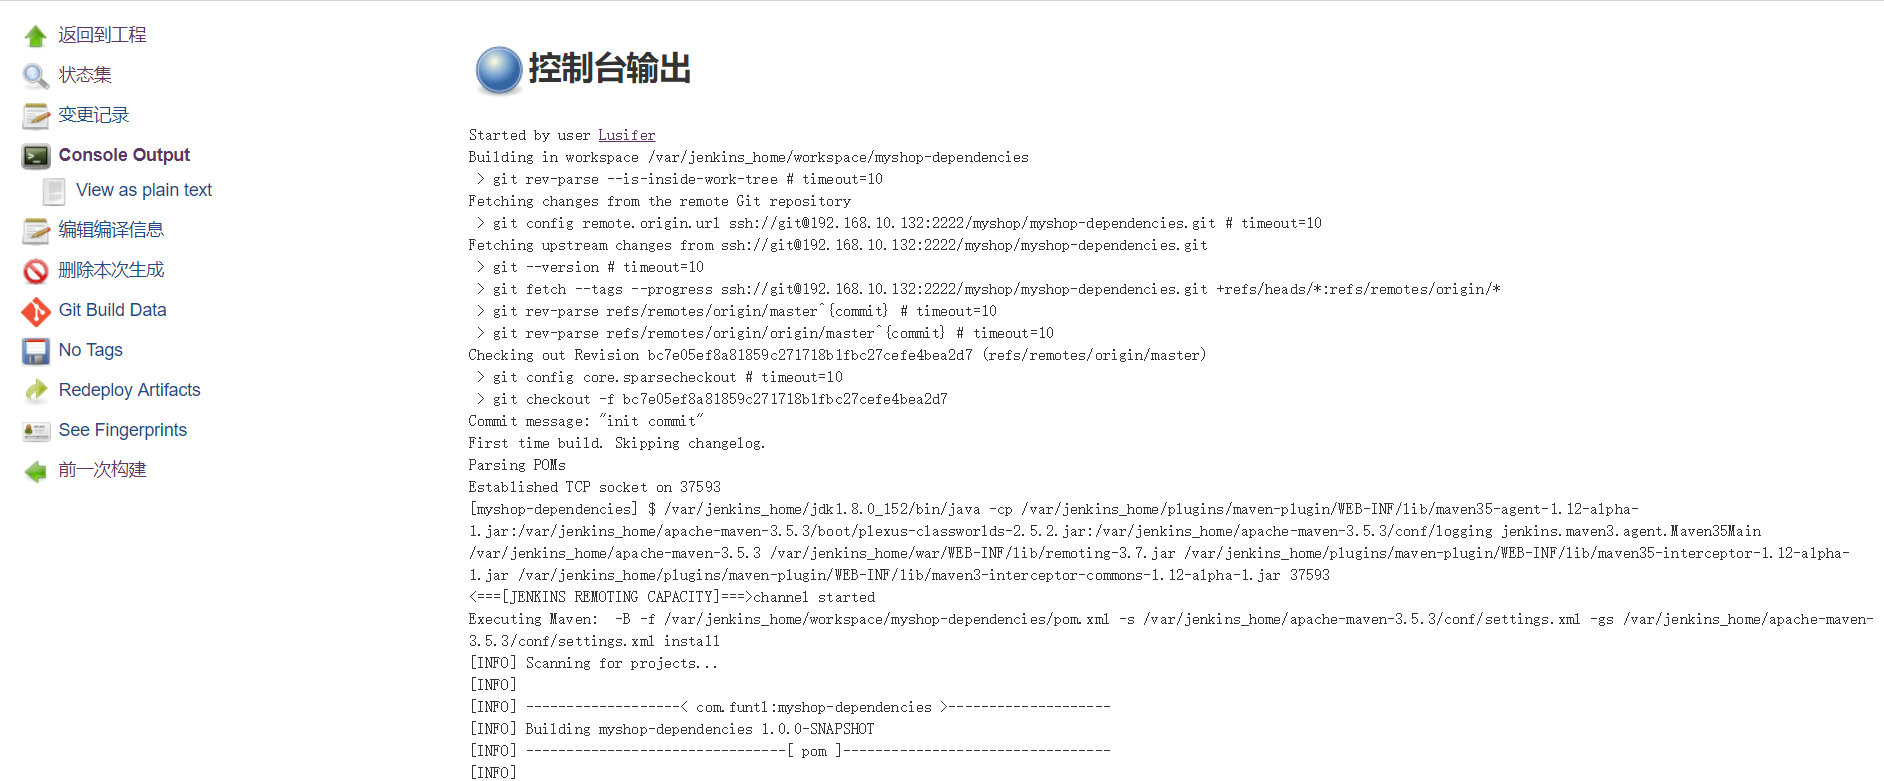 返回到工程
状态集
变更记录
Console Output
View as plain text
编辑编译信息
删除本次生成
Git Build Data
No Tags
Redeploy Artifacts
See Fingerprints
前一次构建
控制台输出
Started by user Lusifer
Building in workspace /var/jenkins_home/workspace/myshop-dependencies
 > git rev-parse --is-inside-work-tree # timeout=10
Fetching changes from the remote Git repository
 > git config remote.origin.url ssh://git@192.168.10.132:2222/myshop/myshop-dependencies.git # timeout=10
Fetching upstream changes from ssh://git@192.168.10.132:2222/myshop/myshop-dependencies.git
 > git --version # timeout=10
 > git fetch --tags --progress ssh://git@192.168.10.132:2222/myshop/myshop-dependencies.git +refs/heads/*:refs/remotes/origin/*
 > git rev-parse refs/remotes/origin/master^{commit} # timeout=10
 > git rev-parse refs/remotes/origin/origin/master^{commit} # timeout=10
Checking out Revision bc7e05ef8a81859c271718b1fbc27cefe4bea2d7 (refs/remotes/origin/master)
 > git config core.sparsecheckout # timeout=10
 > git checkout -f bc7e05ef8a81859c271718b1fbc27cefe4bea2d7
Commit message: "init commit"
First time build. Skipping changelog.
Parsing POMs
Established TCP socket on 37593
[myshop-dependencies] $ /var/jenkins_home/jdk1.8.0_152/bin/java -cp /var/jenkins_home/plugins/maven-plugin/WEB-INF/lib/maven35-agent-1.12-alpha-
1.jar:/var/jenkins_home/apache-maven-3.5.3/boot/plexus-classworlds-2.5.2.jar:/var/jenkins_home/apache-maven-3.5.3/conf/logging jenkins.maven3.agent.Maven35Main
/var/jenkins_home/apache-maven-3.5.3 /var/jenkins_home/war/WEB-INF/lib/remoting-3.7.jar /var/jenkins_home/plugins/maven-plugin/WEB-INF/lib/maven35-interceptor-1.12-alpha-
1.jar /var/jenkins_home/plugins/maven-plugin/WEB-INF/lib/maven3-interceptor-commons-1.12-alpha-1.jar 37593
<===[JENKINS REMOTING CAPACITY]===>channel started
Executing Maven:  -B -f /var/jenkins_home/workspace/myshop-dependencies/pom.xml -s /var/jenkins_home/apache-maven-3.5.3/conf/settings.xml -gs /var/jenkins_home/apache-maven-
3.5.3/conf/settings.xml install
[INFO] Scanning for projects...
[INFO]
[INFO] -------------------< com.funtl:myshop-dependencies >--------------------
[INFO] Building myshop-dependencies 1.0.0-SNAPSHOT
[INFO] --------------------------------[ pom ]---------------------------------
[INFO]